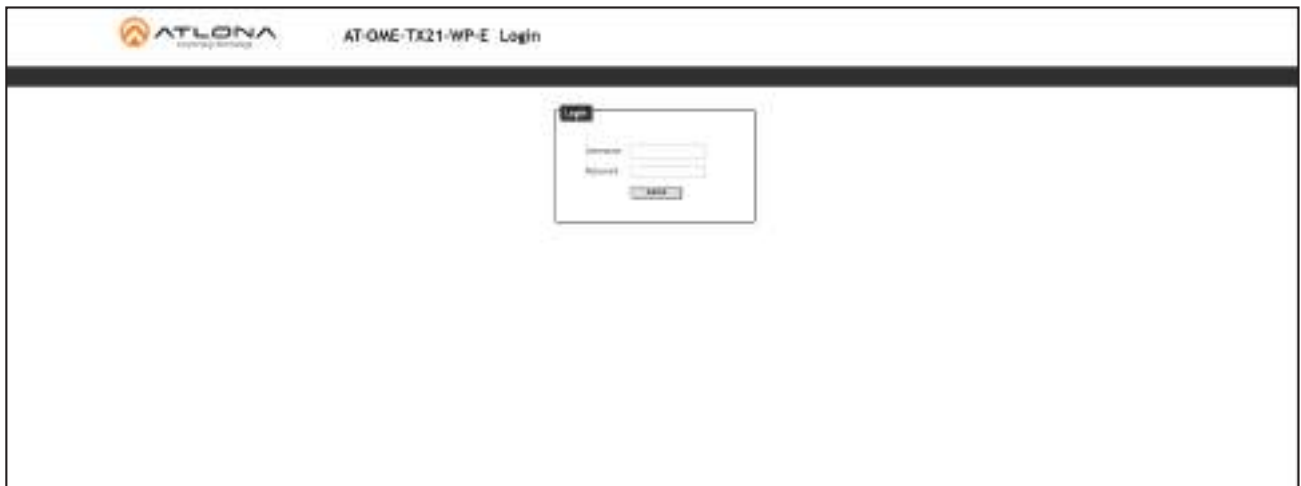 ATLONA
AT-OME-TX21-WP-E Login
Login
Username
Password